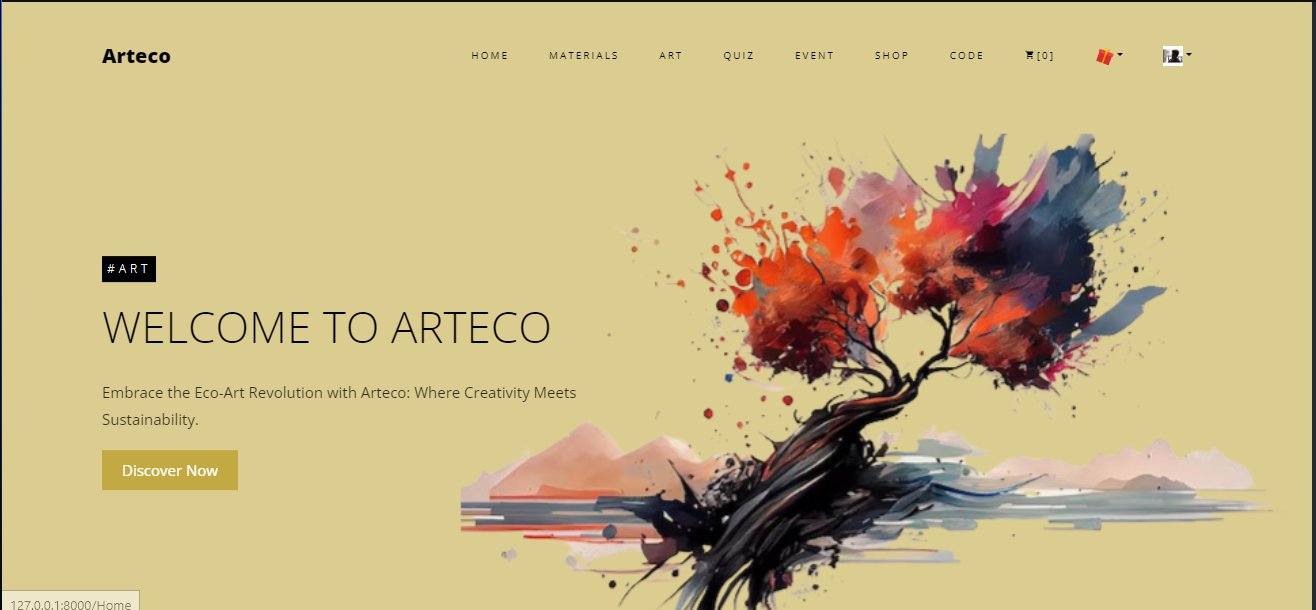 Arteco
HOME MATERIALS ART QUIZ EVENT SHOP CODE [0]
#ART
WELCOME TO ARTECO
Embrace the Eco-Art Revolution with Arteco: Where Creativity Meets
Sustainability.
Discover Now
127.0.0.1:8000/Home